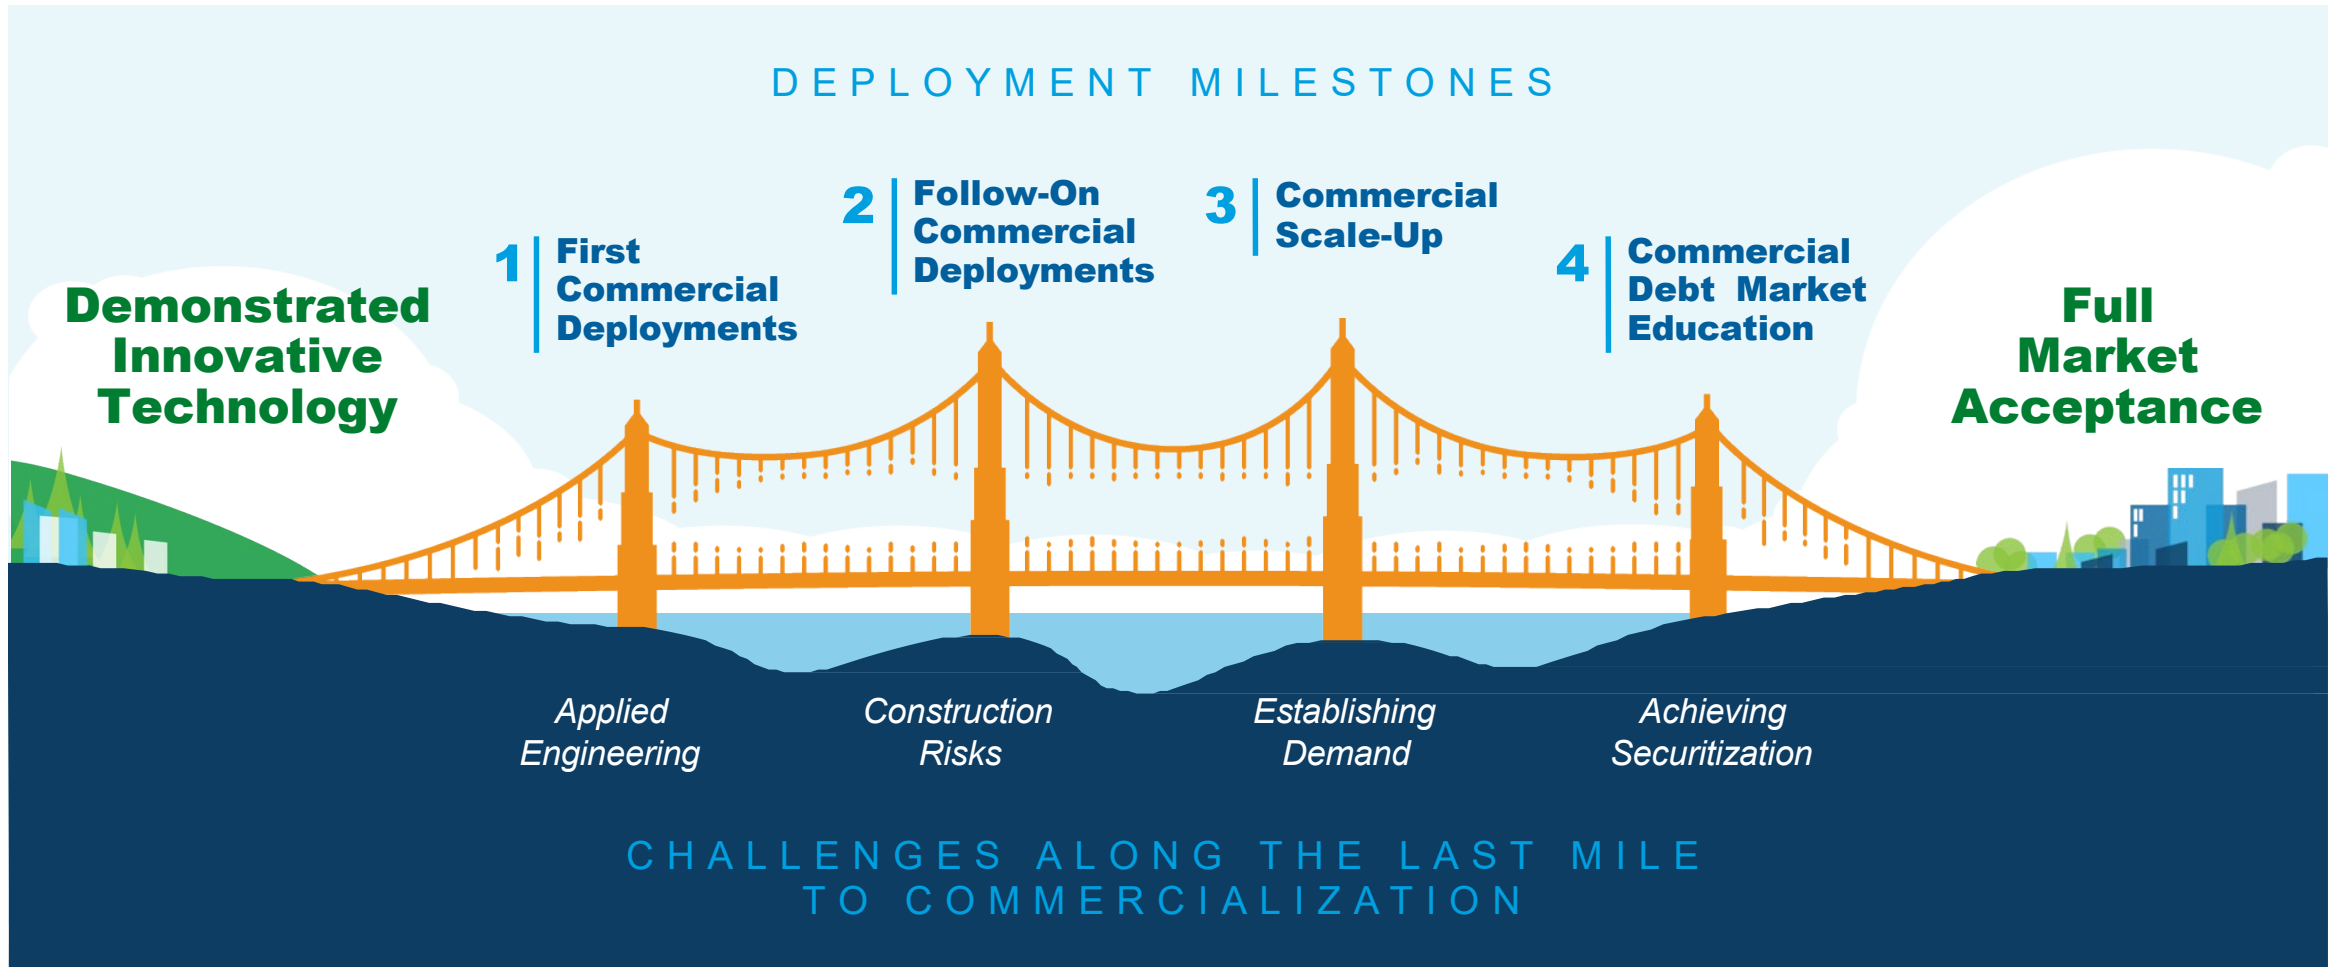 DEPLOYMENT MILESTONES
Demonstrated
Innovative
Technology
1
First
Commercial
Deployments
2
Follow-On
Commercial
Deployments
3
Commercial
Scale-Up
4
Commercial
Debt Market
Education
Full
Market
Acceptance
Applied
Engineering
Construction
Risks
Establishing
Demand
Achieving
Securitization
CHALLENGES ALONG THE LAST MILE
TO COMMERCIALIZATION